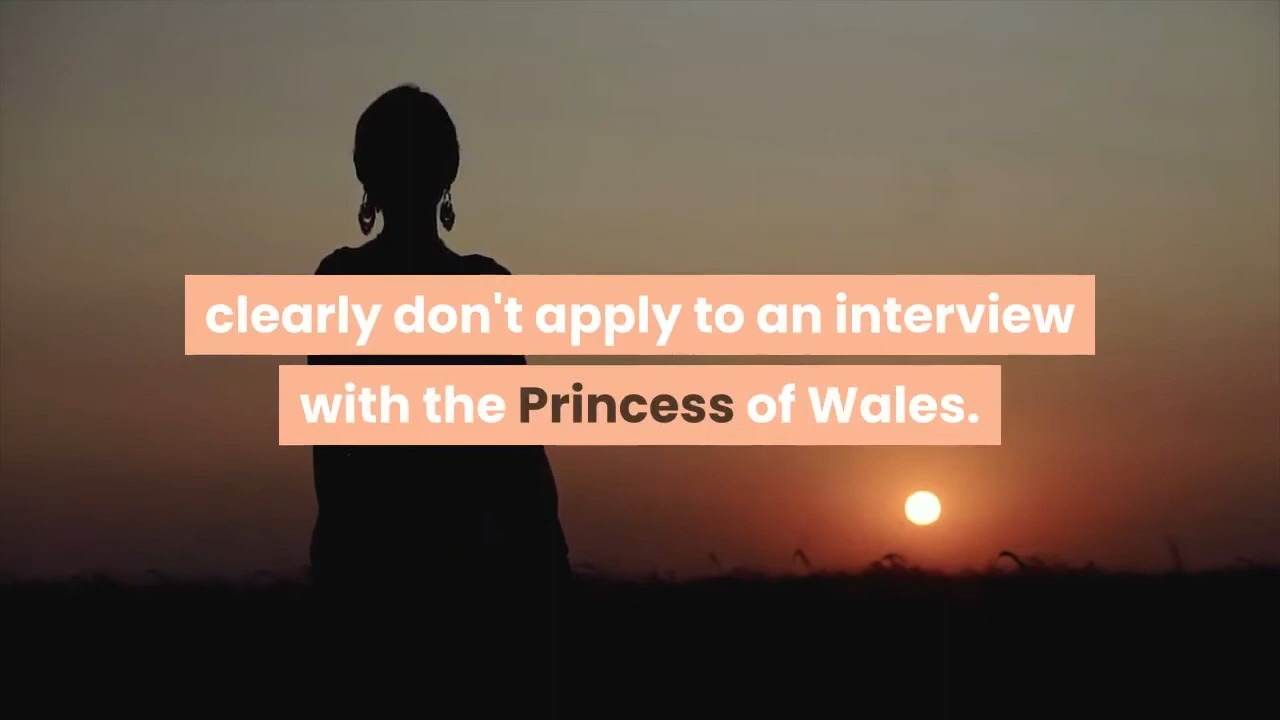 clearly don't apply to an interview
with the Princess of Wales.